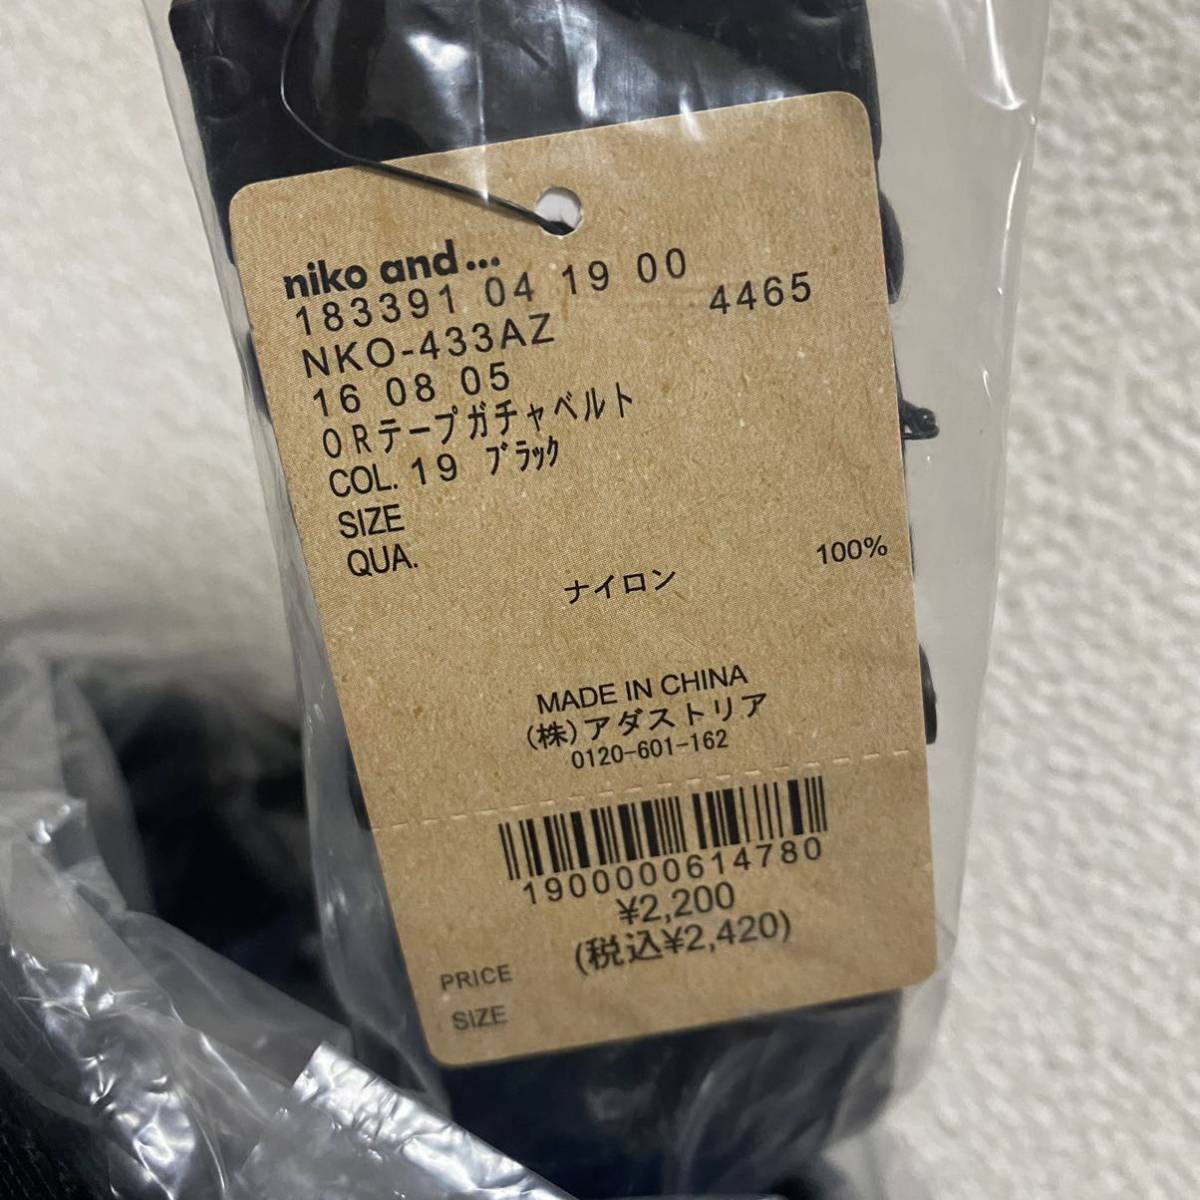 niko and...
183391 04 19 00
NKO-433AZ 4465
16 08 05
ORテープガチャベルト
COL. 19 ブラック
SIZE
QUA.
ナイロン 100%
MADE IN CHINA
(株)アダストリア
0120-601-162
1900000614780
¥2,200
(税込¥2,420)
PRICE
SIZE